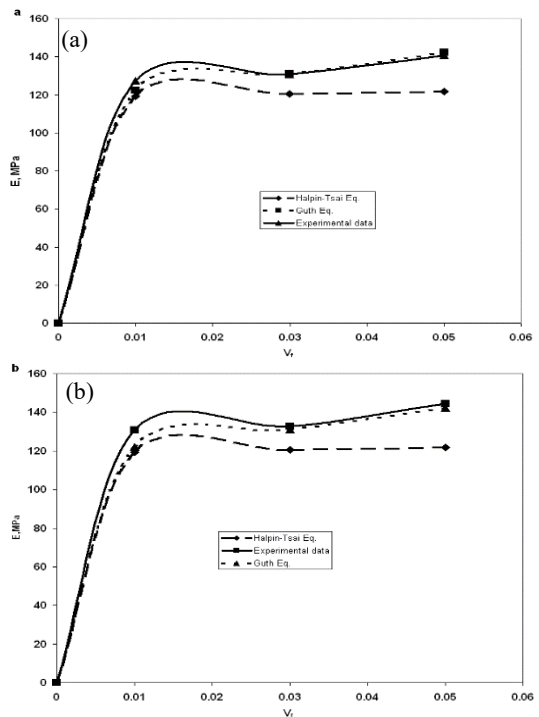 a
(a)
160
140
120
100
80
60
40
20
0
E, MPa
Halpin-Tsai Eq.
Guth Eq.
Experimental data
0
0.01
0.02
0.03
0.04
0.05
0.06
Vf
b
(b)
160
140
120
100
80
60
40
20
0
E,MPa
Halpin-Tsai Eq.
Experimental data
Guth Eq.
0
0.01
0.02
0.03
0.04
0.05
0.06
Vf